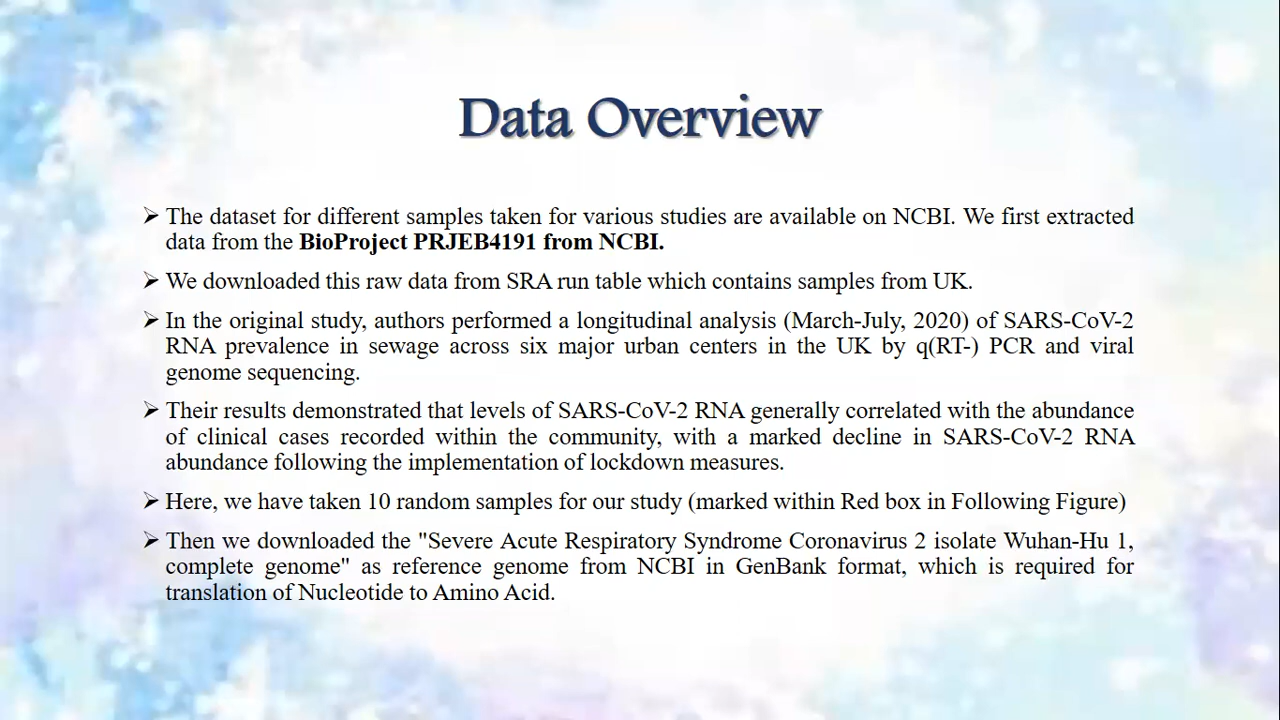 Data Overview
➢ The dataset for different samples taken for various studies are available on NCBI. We first extracted
data from the BioProject PRJEB4191 from NCBI.
➢ We downloaded this raw data from SRA run table which contains samples from UK.
➢ In the original study, authors performed a longitudinal analysis (March-July, 2020) of SARS-CoV-2
RNA prevalence in sewage across six major urban centers in the UK by q(RT-) PCR and viral
genome sequencing.
➢ Their results demonstrated that levels of SARS-CoV-2 RNA generally correlated with the abundance
of clinical cases recorded within the community, with a marked decline in SARS-CoV-2 RNA
abundance following the implementation of lockdown measures.
➢ Here, we have taken 10 random samples for our study (marked within Red box in Following Figure)
➢ Then we downloaded the "Severe Acute Respiratory Syndrome Coronavirus 2 isolate Wuhan-Hu 1,
complete genome" as reference genome from NCBI in GenBank format, which is required for
translation of Nucleotide to Amino Acid.